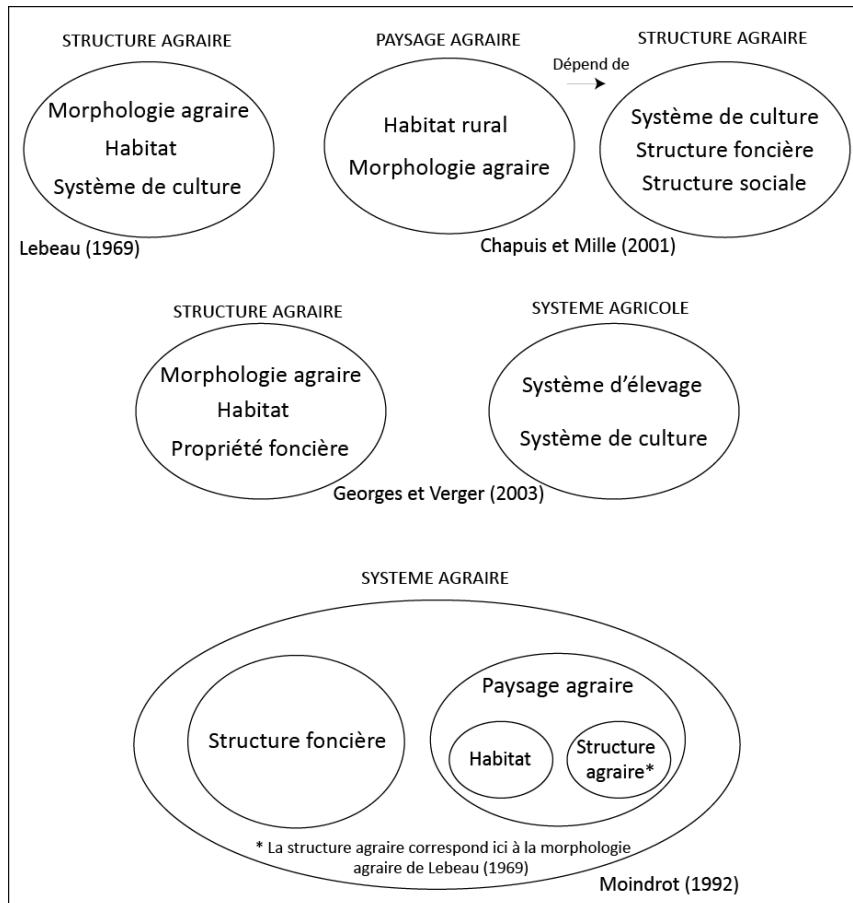 STRUCTURE AGRAIRE
Morphologie agraire
Habitat
Système de culture
Lebeau (1969)
PAYSAGE AGRAIRE
Habitat rural
Morphologie agraire
Dépend de
STRUCTURE AGRAIRE
Système de culture
Structure foncière
Structure sociale
Chapuis et Mille (2001)
STRUCTURE AGRAIRE
Morphologie agraire
Habitat
Propriété foncière
SYSTEME AGRICOLE
Système d'élevage
Système de culture
Georges et Verger (2003)
SYSTEME AGRAIRE
Structure foncière
Paysage agraire
Habitat
Structure
agraire*
* La structure agraire correspond ici à la morphologie
agraire de Lebeau (1969)
Moindrot (1992)